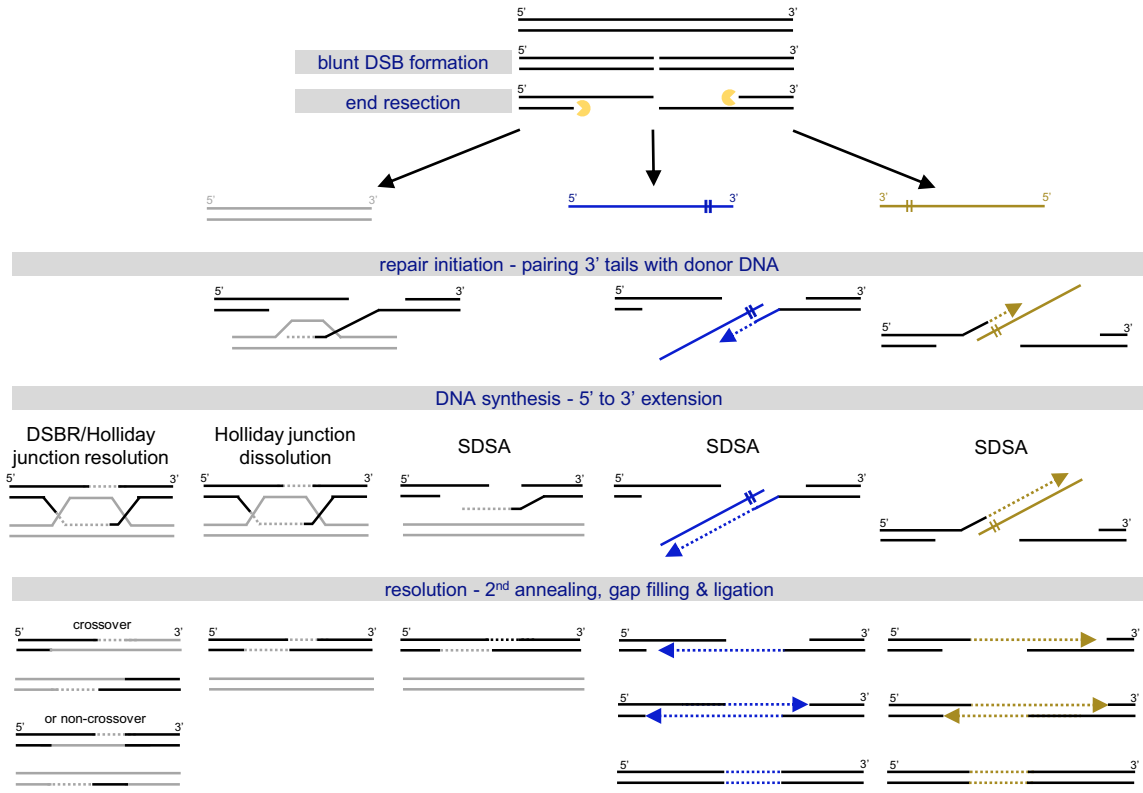 5’ 3’
blunt DSB formation
5’ 3’
end resection
5’ 3’
5’ 3’
5’ 3’
3’ 5’
repair initiation - pairing 3’ tails with donor DNA
5’ 3’
5’ 3’
5’ 3’
DNA synthesis - 5’ to 3’ extension
DSBR/Holliday
junction resolution
Holliday junction
dissolution
SDSA
SDSA
SDSA
5’ 3’
5’ 3’
5’ 3’
5’ 3’
5’ 3’
resolution - 2nd annealing, gap filling & ligation
crossover
5’ 3’
5’ 3’
5’ 3’
5’ 3’
5’ 3’
5’ 3’
5’ 3’
or non-crossover
5’ 3’
5’ 3’
5’ 3’